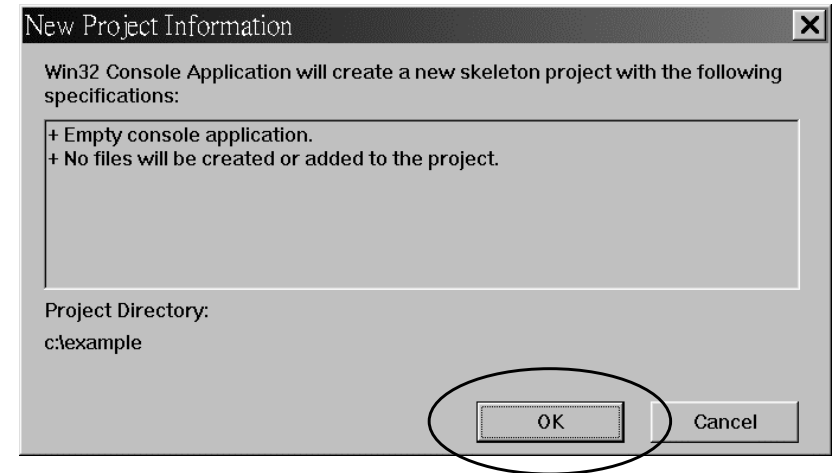 New Project Information
Win32 Console Application will create a new skeleton project with the following
specifications:
+ Empty console application.
+ No files will be created or added to the project.
Project Directory:
c:\example
OK
Cancel